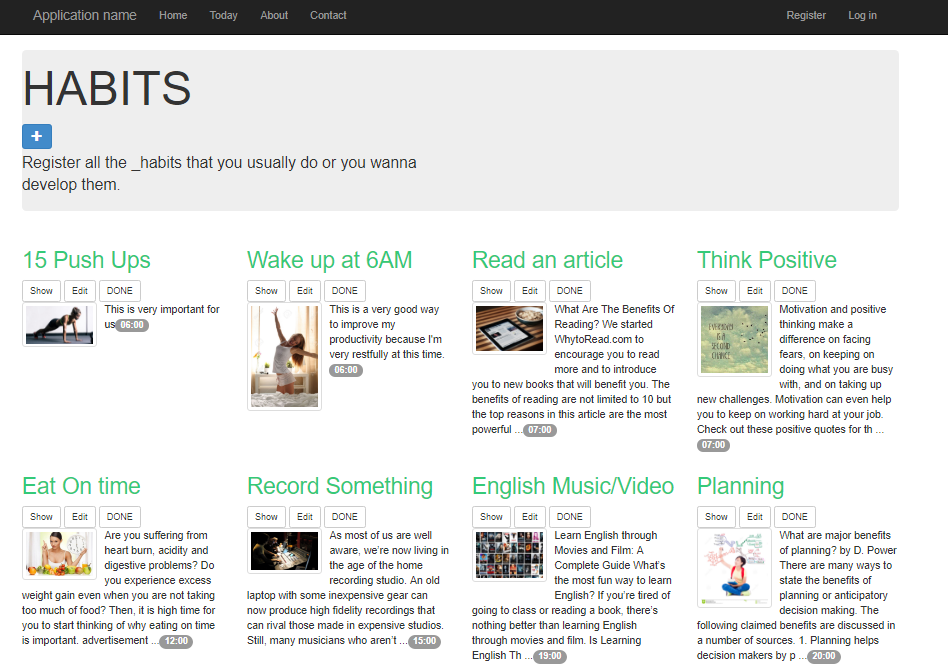 Application name Home Today About Contact Register Log in
HABITS
+
Register all the _habits that you usually do or you wanna
develop them.
15 Push Ups
Show Edit DONE
This is very important for
us 06:00
Wake up at 6AM
Show Edit DONE
This is a very good way
to improve my
productivity because I'm
very restfully at this time.
06:00
Read an article
Show Edit DONE
What Are The Benefits Of
Reading? We started
WhytoRead.com to
encourage you to read
more and to introduce
you to new books that will benefit you. The
benefits of reading are not limited to 10 but
the top reasons in this article are the most
powerful ... 07:00
Think Positive
Show Edit DONE
EVERYBODY
IS A
SECOND
CHANCE
Motivation and positive
thinking make a
difference on facing
fears, on keeping on
doing what you are busy
with, and on taking up
new challenges. Motivation can even help
you to keep on working hard at your job.
Check out these positive quotes for th ...
07:00
Eat On time
Show Edit DONE
Are you suffering from
heart burn, acidity and
digestive problems? Do
you experience excess
weight gain even when you are not taking
too much of food? Then, it is high time for
you to start thinking of why eating on time
is important. advertisement ... 12:00
Record Something
Show Edit DONE
As most of us are well
aware, we're now living in
the age of the home
recording studio. An old
laptop with some inexpensive gear can
now produce high fidelity recordings that
can rival those made in expensive studios.
Still, many musicians who aren't ... 15:00
English Music/Video
Show Edit DONE
Learn English through
Movies and Film: A
Complete Guide What's
the most fun way to learn
English? If you're tired of
going to class or reading a book, there's
nothing better than learning English
through movies and film. Is Learning
English Th ... 19:00
Planning
Show Edit DONE
What are major benefits
of planning? by D. Power
There are many ways to
state the benefits of
planning or anticipatory
decision making. The
following claimed benefits are discussed in
a number of sources. 1. Planning helps
decision makers by p ... 20:00